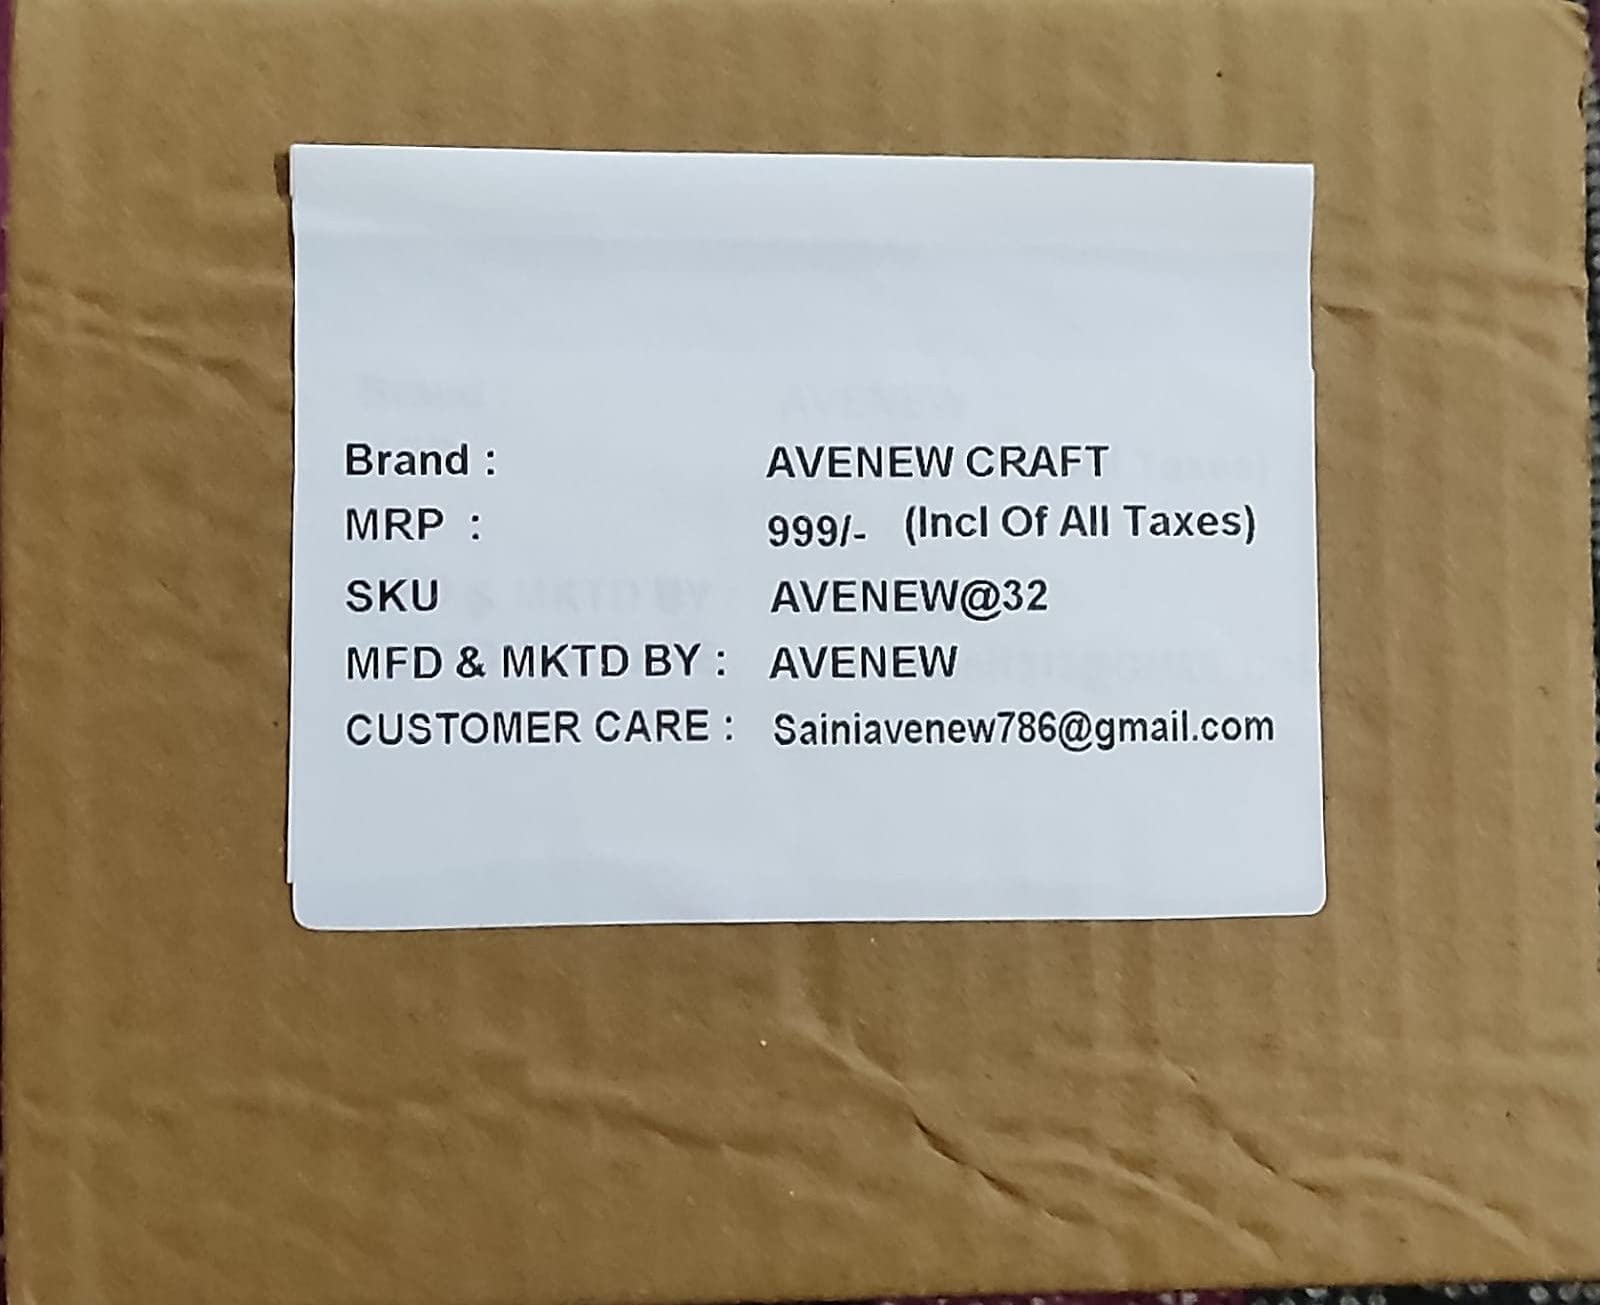 Brand : AVENEW CRAFT
MRP : 999/- (Incl Of All Taxes)
SKU AVENEW@32
MFD & MKTD BY : AVENEW
CUSTOMER CARE : Sainiavenew786@gmail.com